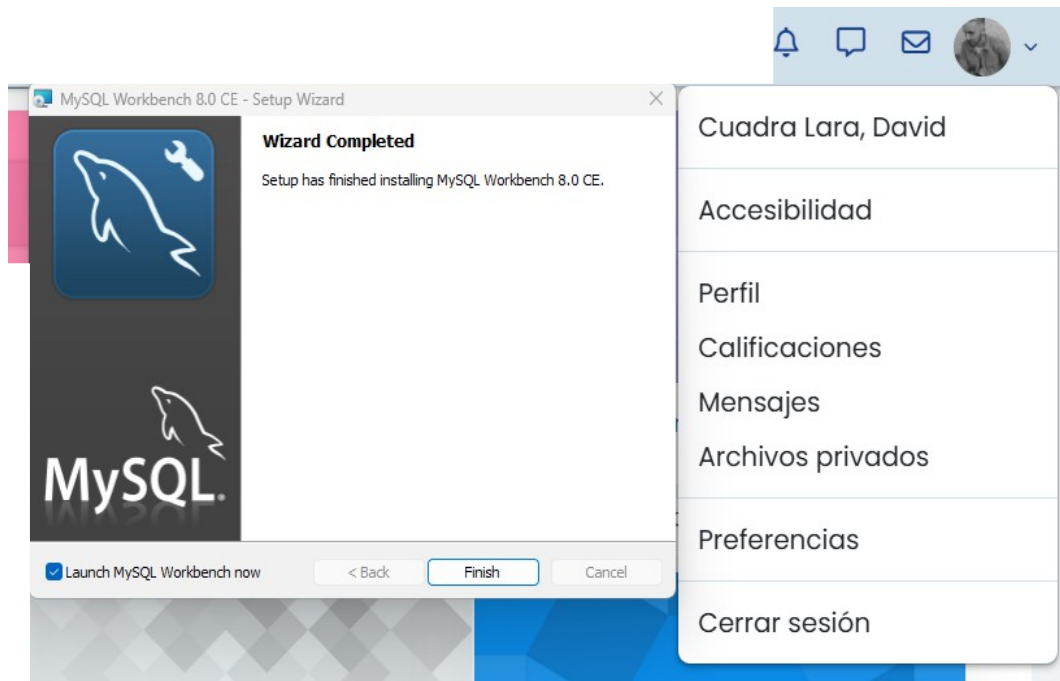 MySQL Workbench 8.0 CE - Setup Wizard
Wizard Completed
Setup has finished installing MySQL Workbench 8.0 CE.
MySQL.
Launch MySQL Workbench now
< Back
Finish
Cancel
Cuadra Lara, David
Accesibilidad
Perfil
Calificaciones
Mensajes
Archivos privados
Preferencias
Cerrar sesión